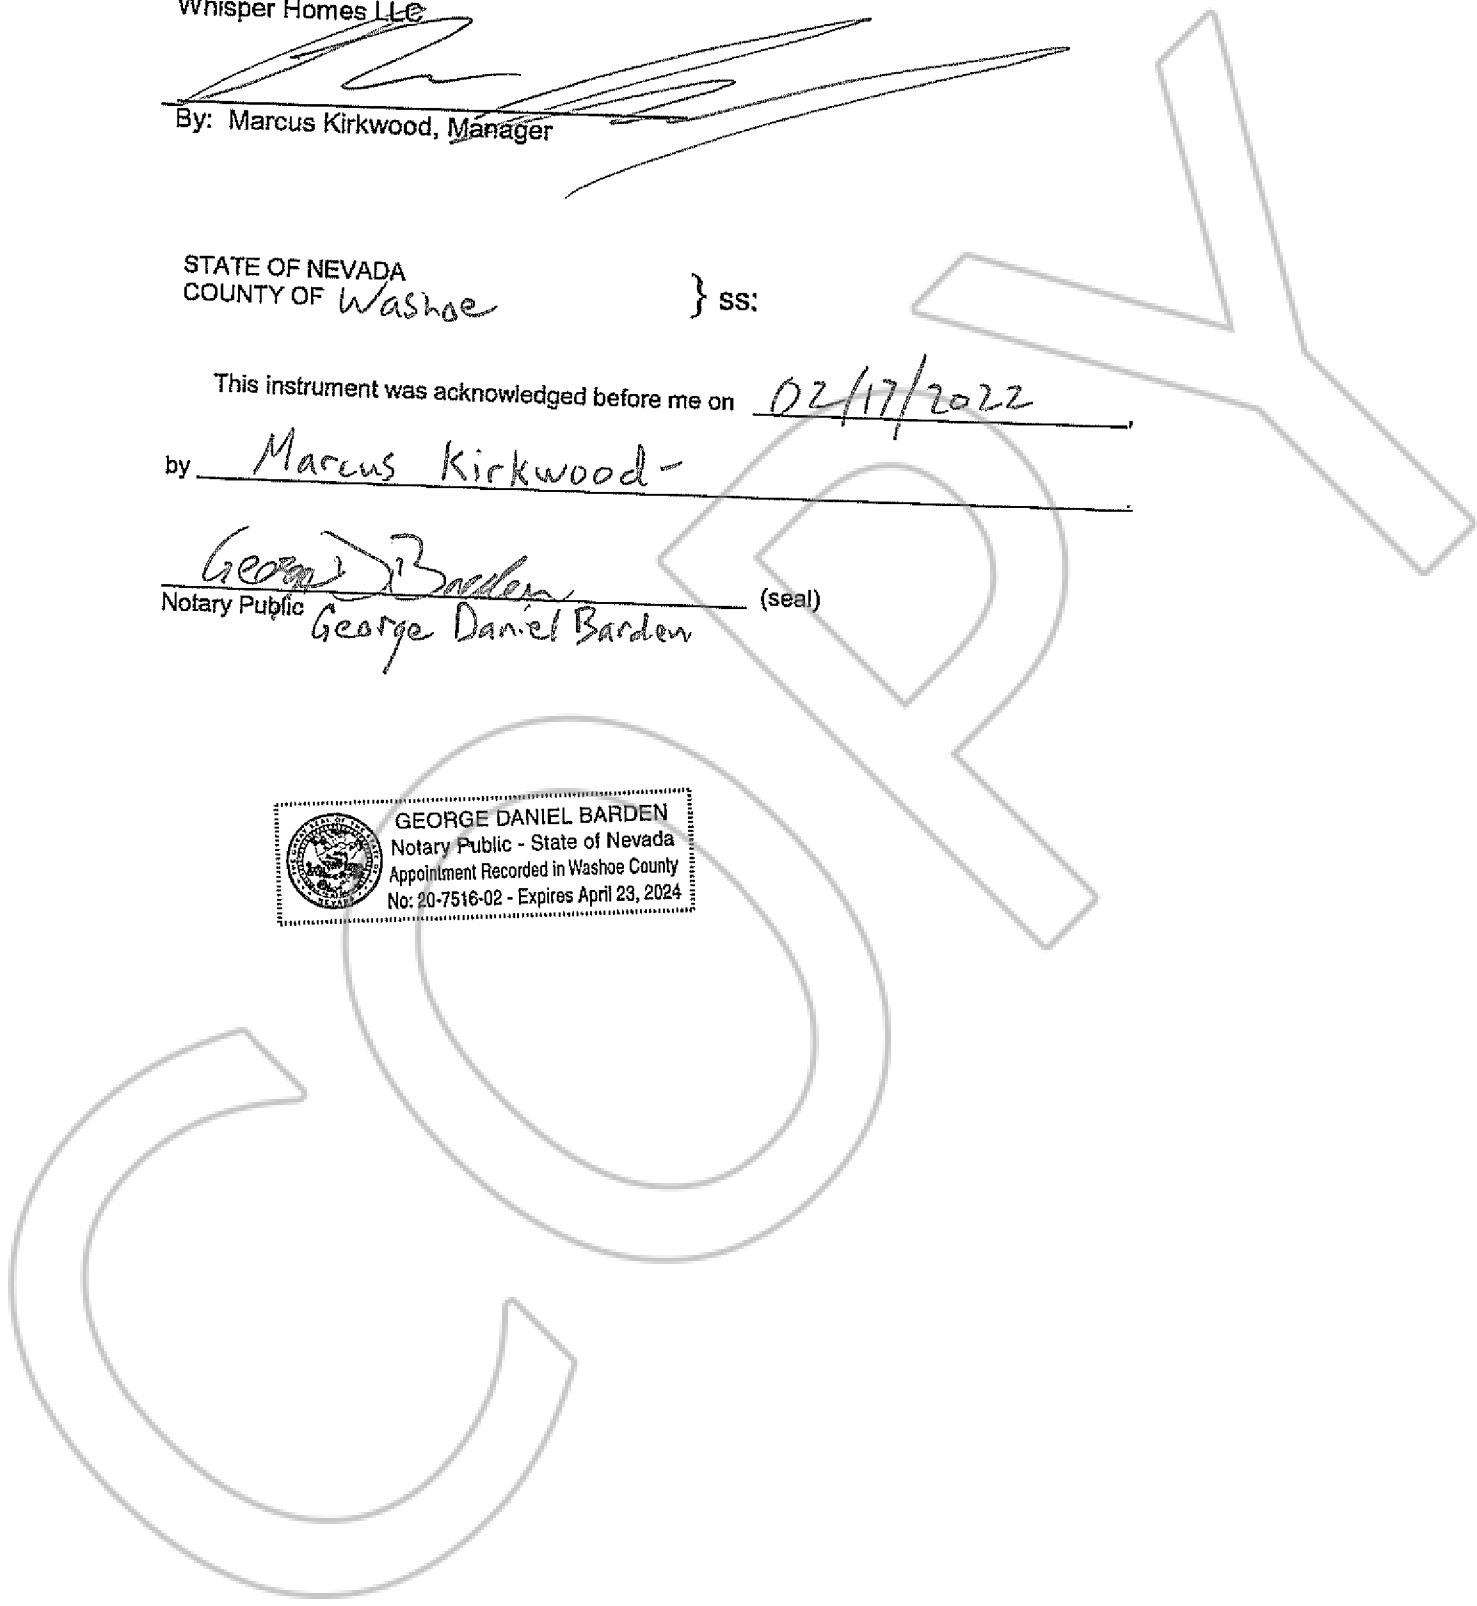 Whisper Homes LLC
By: Marcus Kirkwood, Manager
STATE OF NEVADA
COUNTY OF Washoe } ss:
This instrument was acknowledged before me on 02/17/2022,
by Marcus Kirkwood-.
George D Barden
Notary Public (seal)
George Daniel Barden
GEORGE DANIEL BARDEN
Notary Public - State of Nevada
Appointment Recorded in Washoe County
No: 20-7516-02 - Expires April 23, 2024
COPY